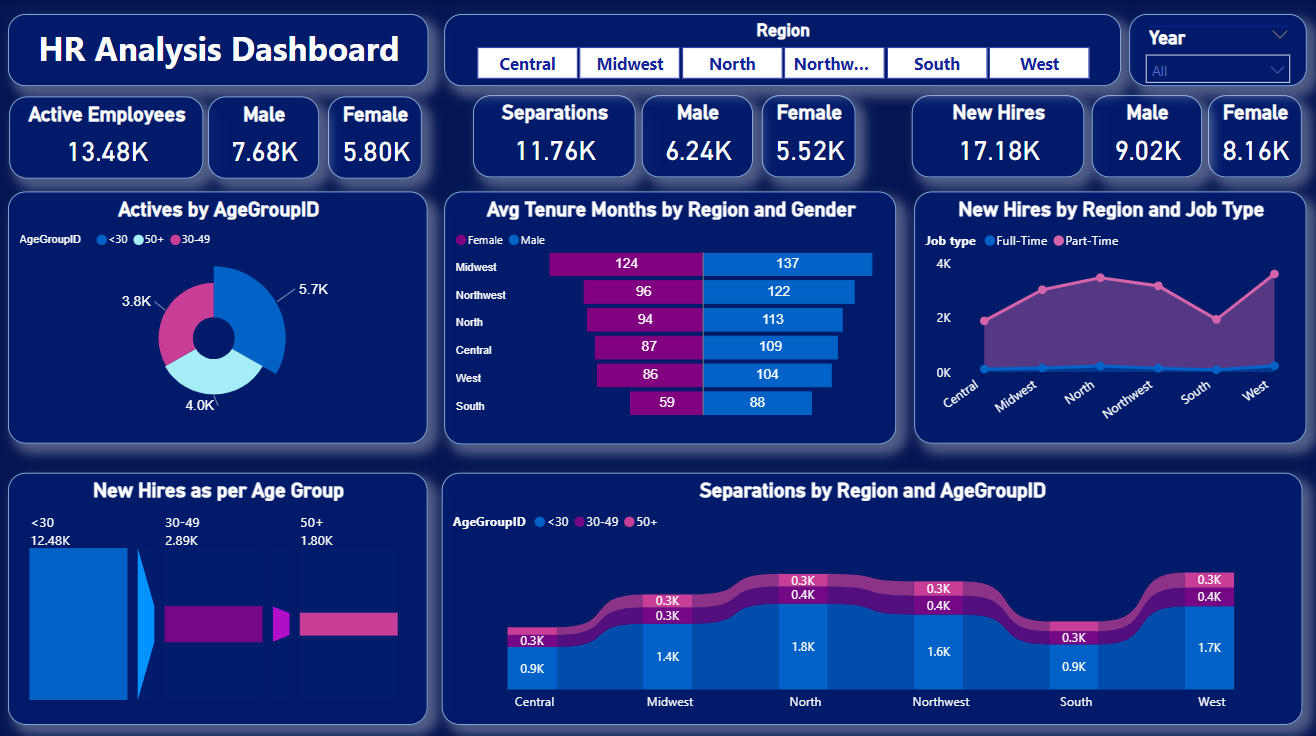 HR Analysis Dashboard
Region
Central Midwest North Northw... South West
Year
All
Active Employees
13.48K
Male
7.68K
Female
5.80K
Separations
11.76K
Male
6.24K
Female
5.52K
New Hires
17.18K
Male
9.02K
Female
8.16K
Actives by AgeGroupID
AgeGroupID <30 50+ 30-49
3.8K
5.7K
4.0K
Avg Tenure Months by Region and Gender
Female Male
Midwest 124 137
Northwest 96 122
North 94 113
Central 87 109
West 86 104
South 59 88
New Hires by Region and Job Type
Job type Full-Time Part-Time
4K
2K
0K
Central Midwest North Northwest South West
New Hires as per Age Group
<30 30-49 50+
12.48K 2.89K 1.80K
Separations by Region and AgeGroupID
AgeGroupID <30 30-49 50+
0.3K 0.3K 0.3K 0.3K
0.3K 0.3K 0.4K 0.4K 0.3K 0.4K
0.9K 1.4K 1.8K 1.6K 0.9K 1.7K
Central Midwest North Northwest South West